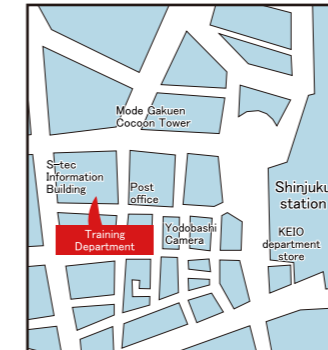 Mode Gakuen
Cocoon Tower
S-tec
Information
Building
Post
office
Shinjuku
station
Training
Department
Yodobashi
Camera
KEIO
department
store